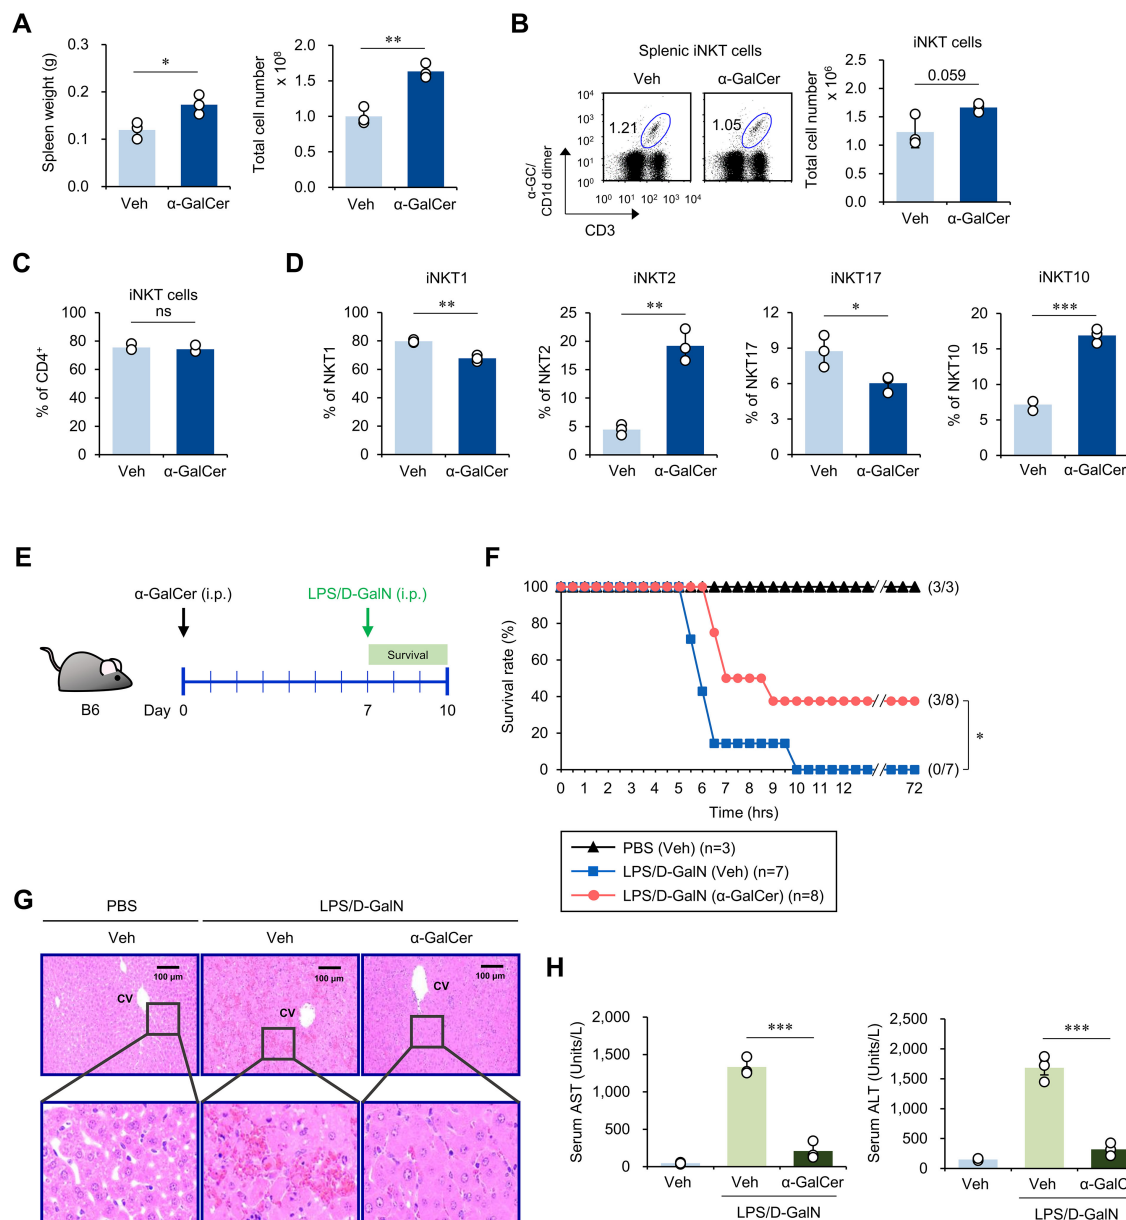 A
Spleen weight (g)
0.3
0.2
0.1
0.0
*
Veh
α-GalCer
Total cell number
x 10⁸
2.0
1.5
1.0
0.5
0.0
**
Veh
α-GalCer
B
Splenic iNKT cells
Veh
α-GalCer
10⁴
10³
10²
10¹
10⁰
1.21
1.05
10⁰ 10¹ 10² 10³ 10⁴
α-GC/
CD1d dimer
CD3
iNKT cells
Total cell number
x 10⁶
2.5
2.0
1.5
1.0
0.5
0.0
0.059
Veh
α-GalCer
C
iNKT cells
ns
% of CD4⁺
100
80
60
40
20
0
Veh
α-GalCer
D
iNKT1
**
% of NKT1
100
80
60
40
20
0
Veh
α-GalCer
iNKT2
**
% of NKT2
25
20
15
10
5
0
Veh
α-GalCer
iNKT17
*
% of NKT17
12
9
6
3
0
Veh
α-GalCer
iNKT10
***
% of NKT10
20
15
10
5
0
Veh
α-GalCer
E
α-GalCer (i.p.)
LPS/D-GalN (i.p.)
Survival
B6
Day 0 7 10
F
Survival rate (%)
100
80
60
40
20
0
(3/3)
(3/8)
(0/7)
*
0 1 2 3 4 5 6 7 8 9 10 11 12 72
Time (hrs)
PBS (Veh) (n=3)
LPS/D-GalN (Veh) (n=7)
LPS/D-GalN (α-GalCer) (n=8)
G
PBS
LPS/D-GalN
Veh
Veh
α-GalCer
100 μm
CV
100 μm
CV
100 μm
CV
H
Serum AST (Units/L)
2,000
1,500
1,000
500
0
***
Veh
Veh
α-GalCer
LPS/D-GalN
Serum ALT (Units/L)
2,500
2,000
1,500
1,000
500
0
***
Veh
Veh
α-GalC
LPS/D-GalN